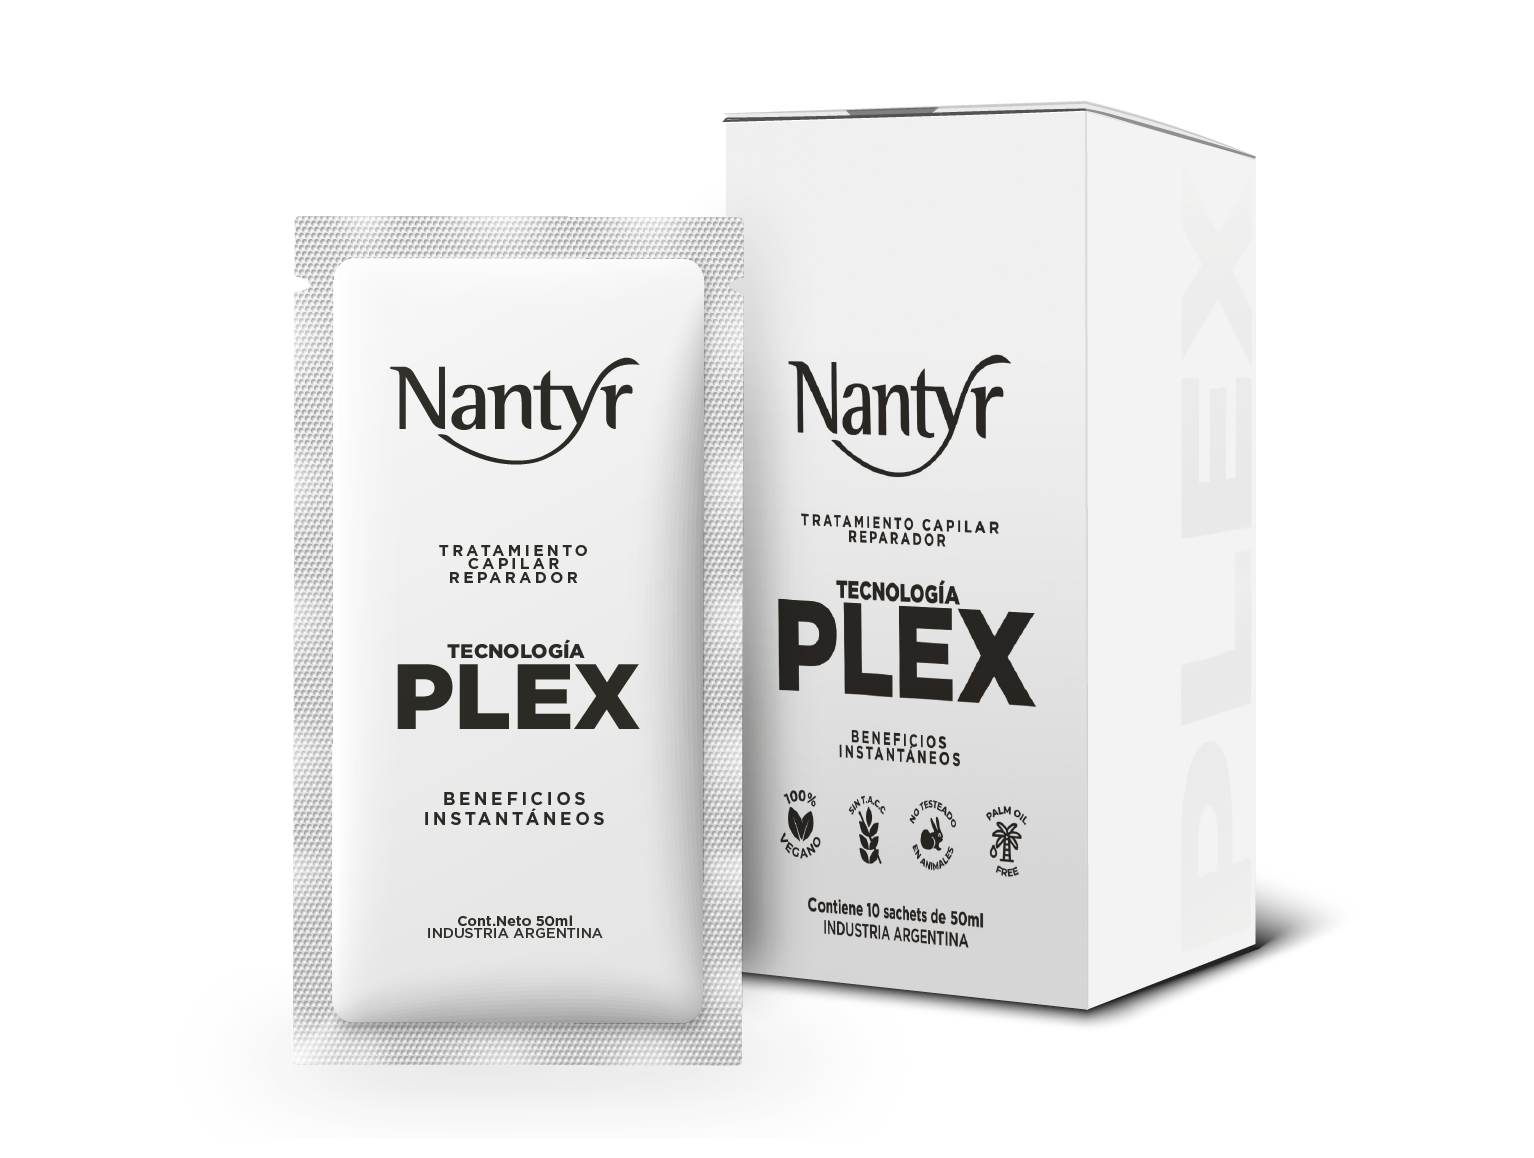 Nantyr
TRATAMIENTO
CAPILAR
REPARADOR
TECNOLOGÍA
PLEX
BENEFICIOS
INSTANTÁNEOS
Cont.Neto 50ml
INDUSTRIA ARGENTINA
Nantyr
TRATAMIENTO CAPILAR
REPARADOR
TECNOLOGÍA
PLEX
BENEFICIOS
INSTANTÁNEOS
100%
VEGANO
SIN T.A.C.C
NO TESTEADO
EN ANIMALES
PALM OIL
FREE
Contiene 10 sachets de 50ml
INDUSTRIA ARGENTINA
PLEX